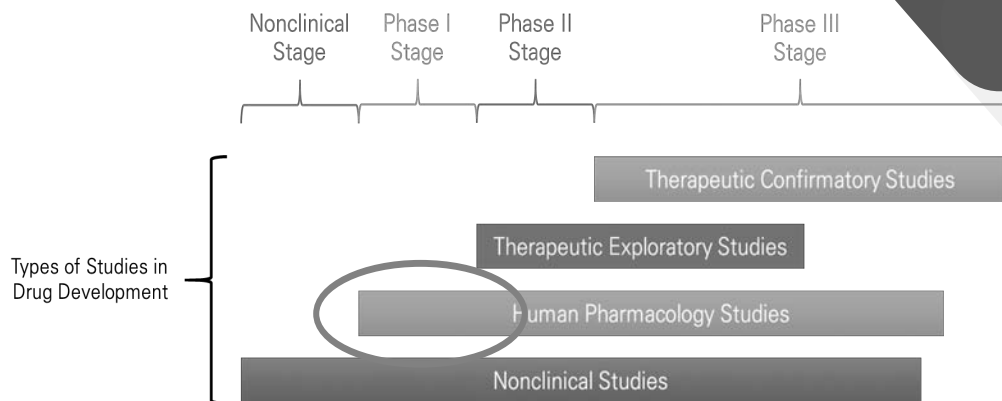 Nonclinical
Stage
Phase I
Stage
Phase II
Stage
Phase III
Stage
Therapeutic Confirmatory Studies
Therapeutic Exploratory Studies
Types of Studies in
Drug Development
Human Pharmacology Studies
Nonclinical Studies